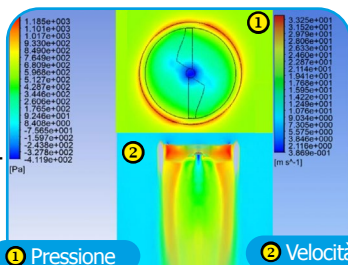 1.185e+003
1.101e+003
1.017e+003
9.330e+002
8.490e+002
7.649e+002
6.809e+002
5.968e+002
5.127e+002
4.287e+002
3.446e+002
2.606e+002
1.765e+002
9.246e+001
8.408e+000
-7.565e+001
-1.597e+002
-2.438e+002
-3.278e+002
-4.119e+002
[Pa]
1
3.325e+001
3.152e+001
2.979e+001
2.806e+001
2.633e+001
2.460e+001
2.287e+001
2.114e+001
1.941e+001
1.768e+001
1.595e+001
1.422e+001
1.249e+001
1.076e+001
9.034e+000
7.305e+000
5.575e+000
3.846e+000
2.116e+000
3.869e-001
[m s^-1]
2
1 Pressione
2 Velocità